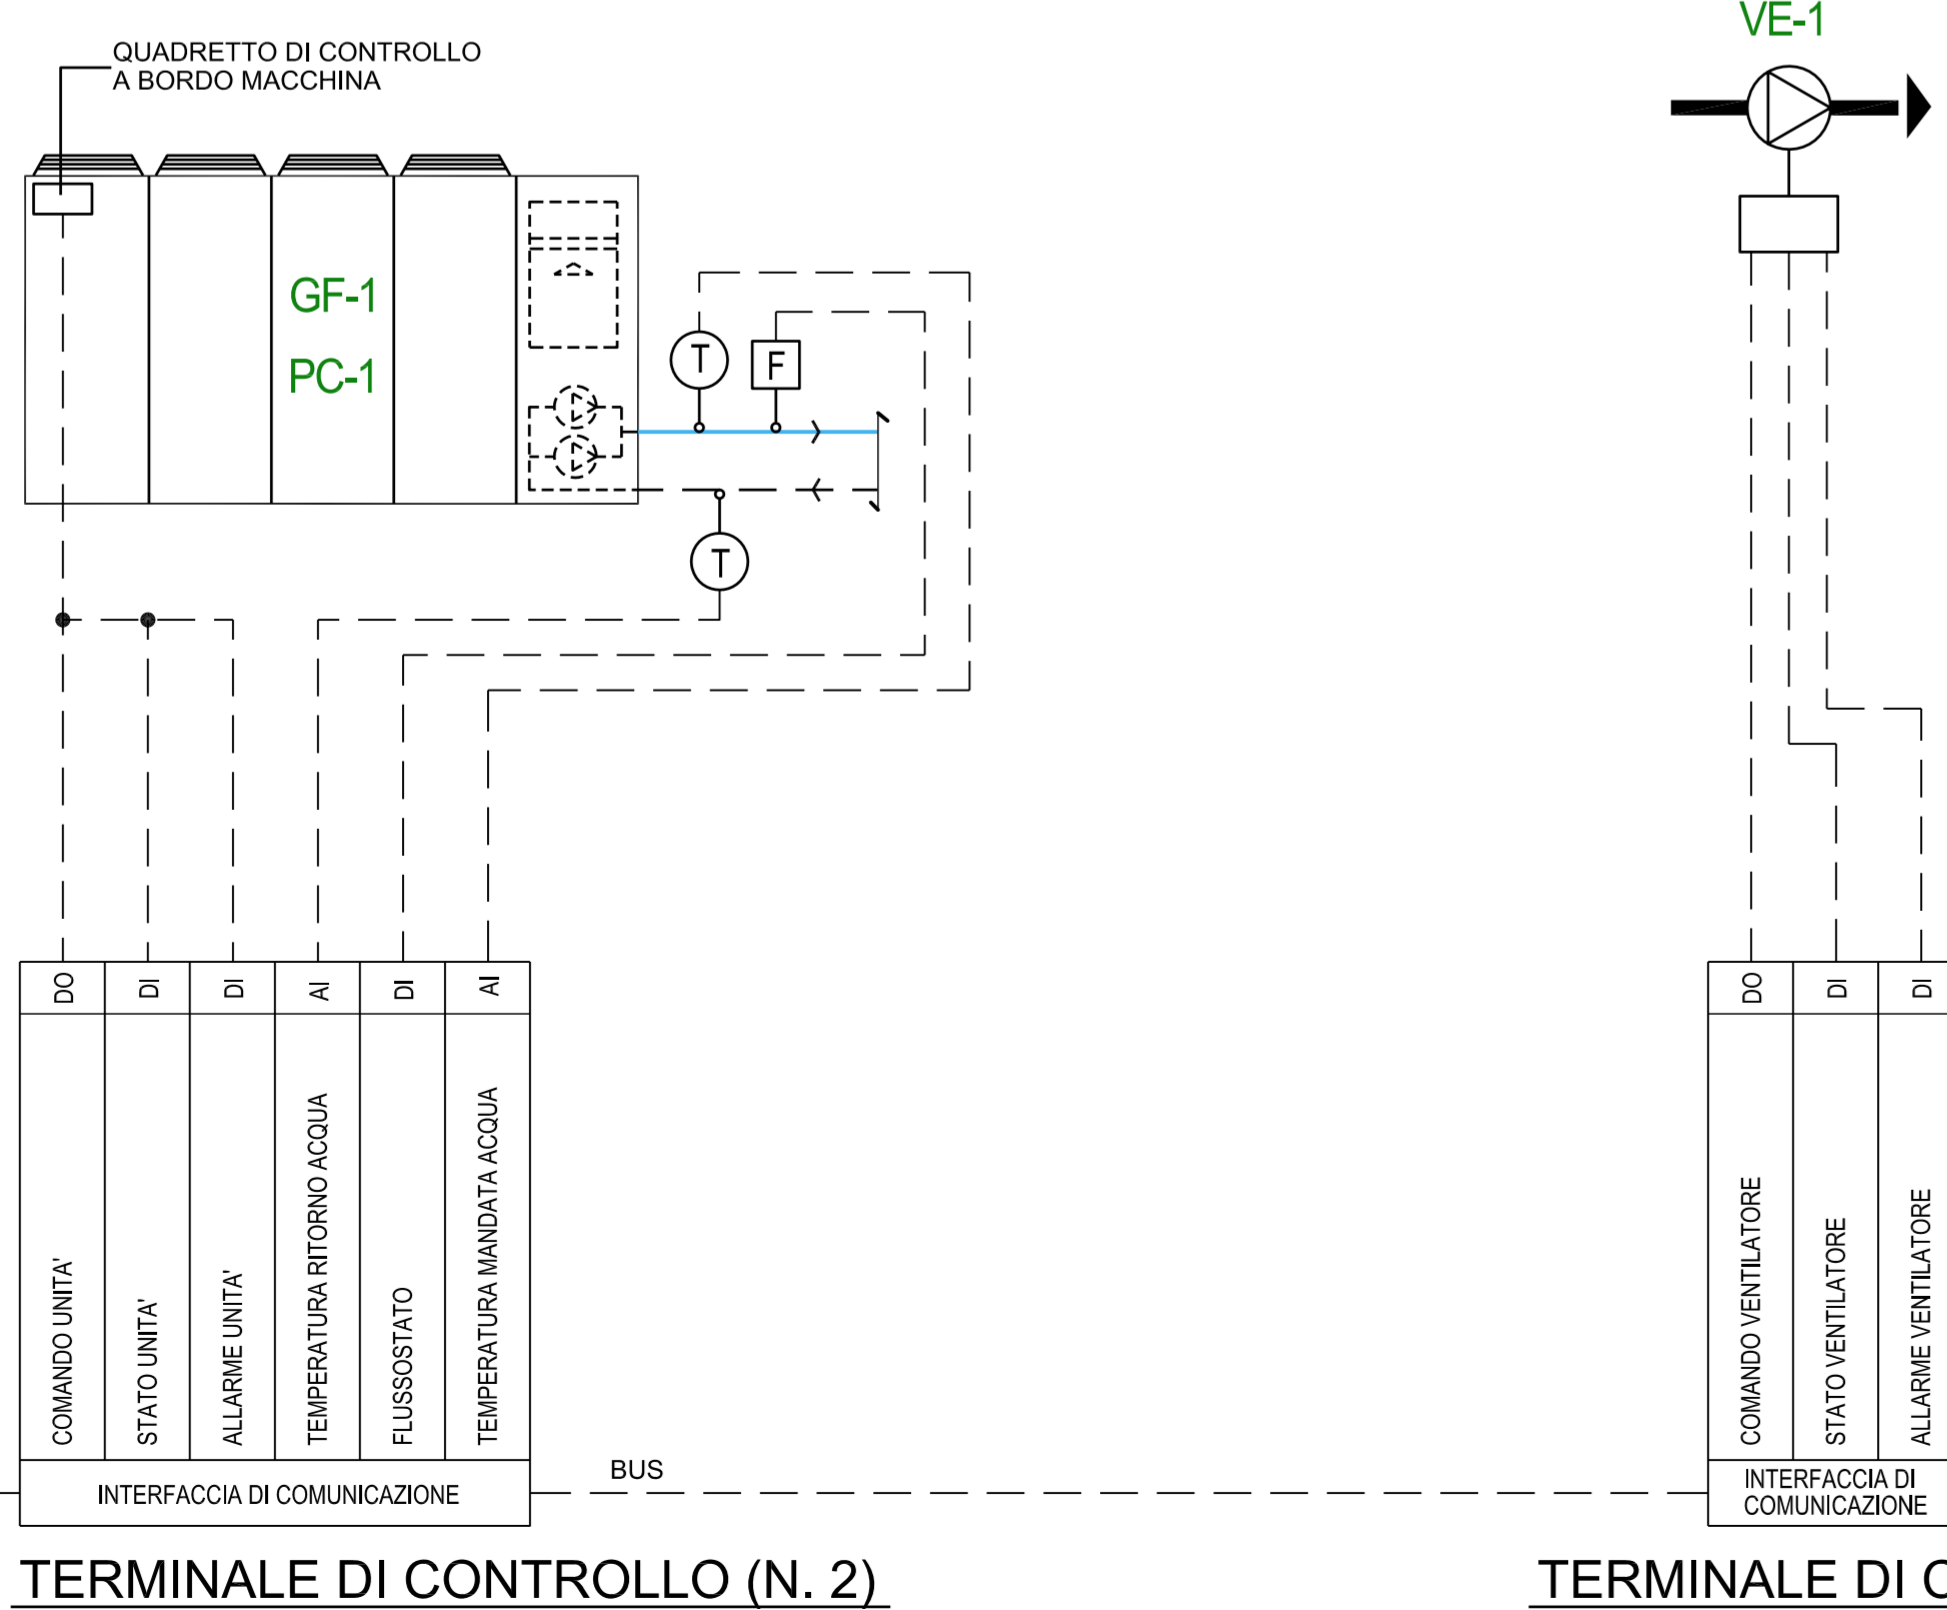 VE-1
QUADRETTO DI CONTROLLO
A BORDO MACCHINA
GF-1
PC-1
T
F
T
DO
DI
DI
AI
DI
AI
COMANDO UNITA'
STATO UNITA'
ALLARME UNITA'
TEMPERATURA RITORNO ACQUA
FLUSSOSTATO
TEMPERATURA MANDATA ACQUA
INTERFACCIA DI COMUNICAZIONE
BUS
TERMINALE DI CONTROLLO (N. 2)
DO
DI
DI
COMANDO VENTILATORE
STATO VENTILATORE
ALLARME VENTILATORE
INTERFACCIA DI
COMUNICAZIONE
TERMINALE DI C